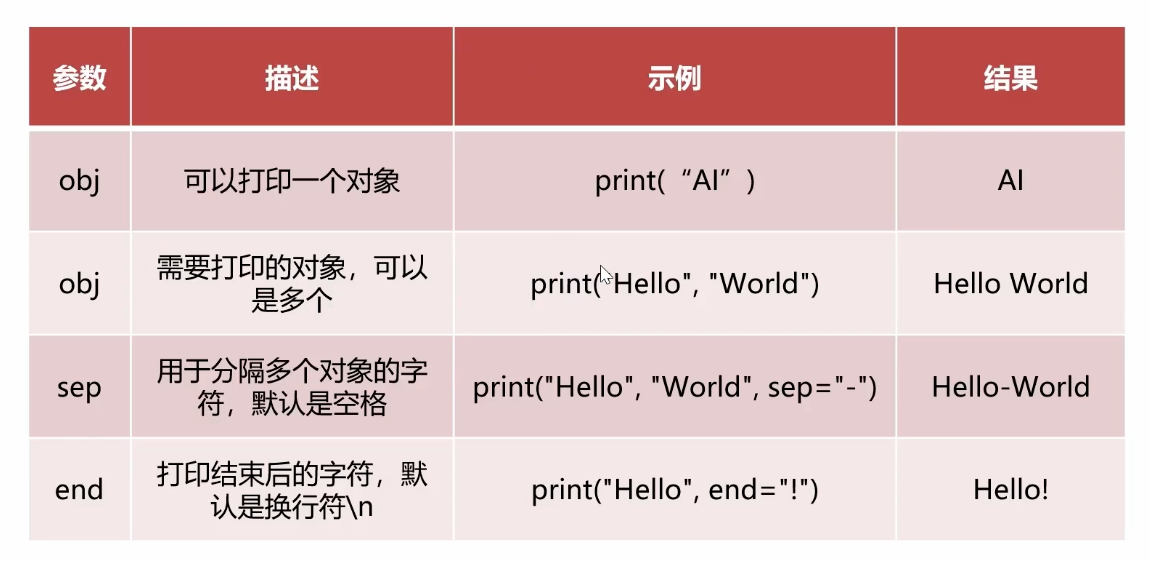 参数 描述 示例 结果
obj 可以打印一个对象 print(“AI”) AI
obj 需要打印的对象，可以
是多个 print("Hello", "World") Hello World
sep 用于分隔多个对象的字
符，默认是空格 print("Hello", "World", sep="-") Hello-World
end 打印结束后的字符，默
认是换行符\n print("Hello", end="!") Hello!